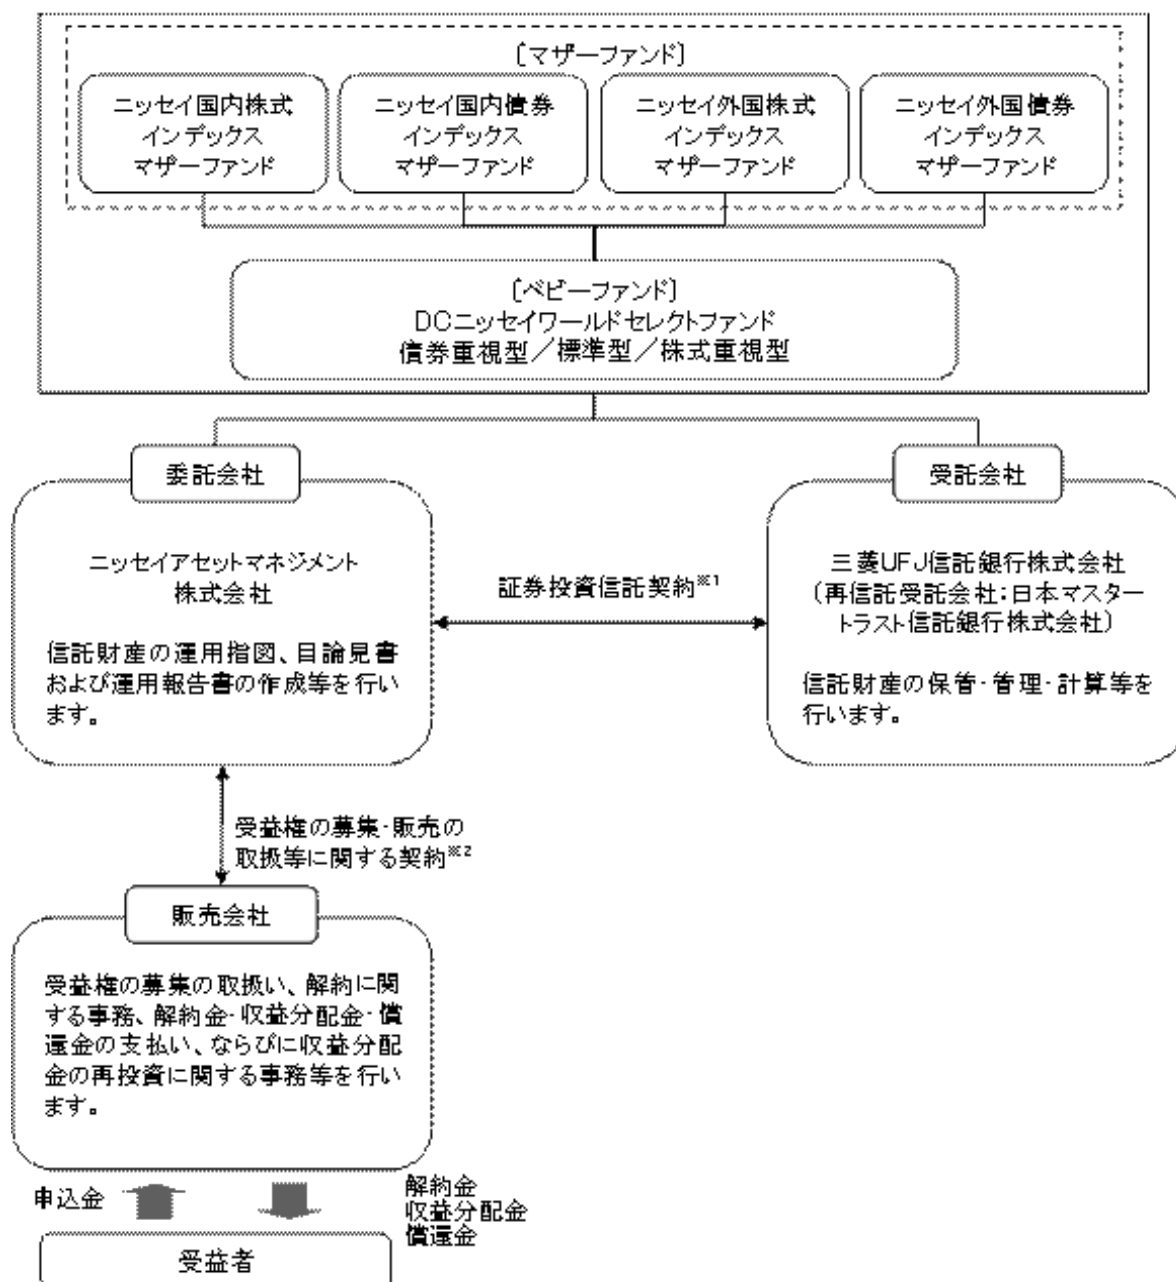 〔マザーファンド〕
ニッセイ国内株式
インデックス
マザーファンド
ニッセイ国内債券
インデックス
マザーファンド
ニッセイ外国株式
インデックス
マザーファンド
ニッセイ外国債券
インデックス
マザーファンド
〔ベビーファンド〕
DCニッセイワールドセレクトファンド
債券重視型／標準型／株式重視型
委託会社
ニッセイアセットマネジメント
株式会社
信託財産の運用指図、目論見書
および運用報告書の作成等を行い
ます。
証券投資信託契約※1
受託会社
三菱UFJ信託銀行株式会社
(再信託受託会社:日本マスター
トラスト信託銀行株式会社)
信託財産の保管・管理・計算等を
行います。
受益権の募集・販売の
取扱等に関する契約※2
販売会社
受益権の募集の取扱い、解約に関
する事務、解約金・収益分配金・償
還金の支払い、ならびに収益分配
金の再投資に関する事務等を行い
ます。
申込金
解約金
収益分配金
償還金
受益者